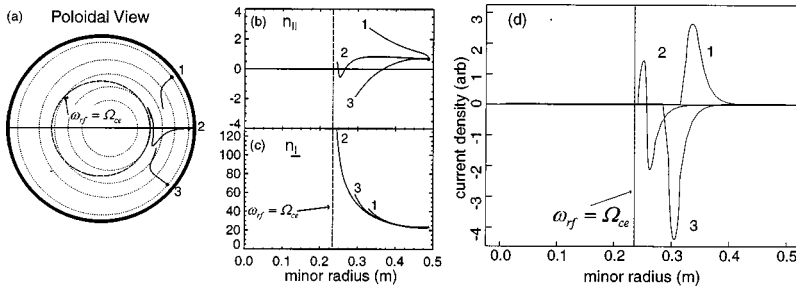 (a) Poloidal View
ω_rf = Ω_ce
1
2
3
(b) n_||
4
2
0
-2
-4
1
2
3
(c) n_⊥
120
100
80
60
40
20
0
2
3
1
ω_rf = Ω_ce
0.0 0.1 0.2 0.3 0.4 0.5
minor radius (m)
(d)
current density (arb)
2
1
0
-1
-2
-3
-4
2
1
3
ω_rf = Ω_ce
0.0 0.1 0.2 0.3 0.4 0.5
minor radius (m)